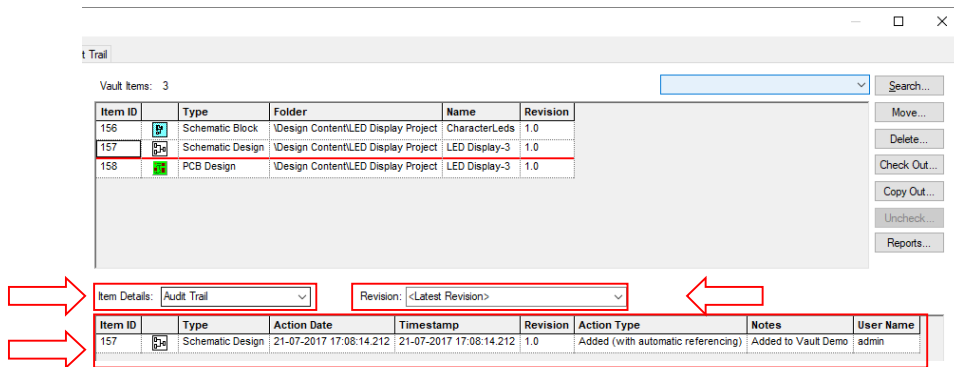 t Trail
Vault Items: 3
Search...
Item ID Type Folder Name Revision
Move...
156 Schematic Block \Design Content\LED Display Project CharacterLeds 1.0
Delete...
157 Schematic Design \Design Content\LED Display Project LED Display-3 1.0
158 PCB Design \Design Content\LED Display Project LED Display-3 1.0
Check Out...
Copy Out...
Uncheck...
Reports...
Item Details: Audit Trail Revision: <Latest Revision>
Item ID Type Action Date Timestamp Revision Action Type Notes User Name
157 Schematic Design 21-07-2017 17:08:14.212 21-07-2017 17:08:14.212 1.0 Added (with automatic referencing) Added to Vault Demo admin